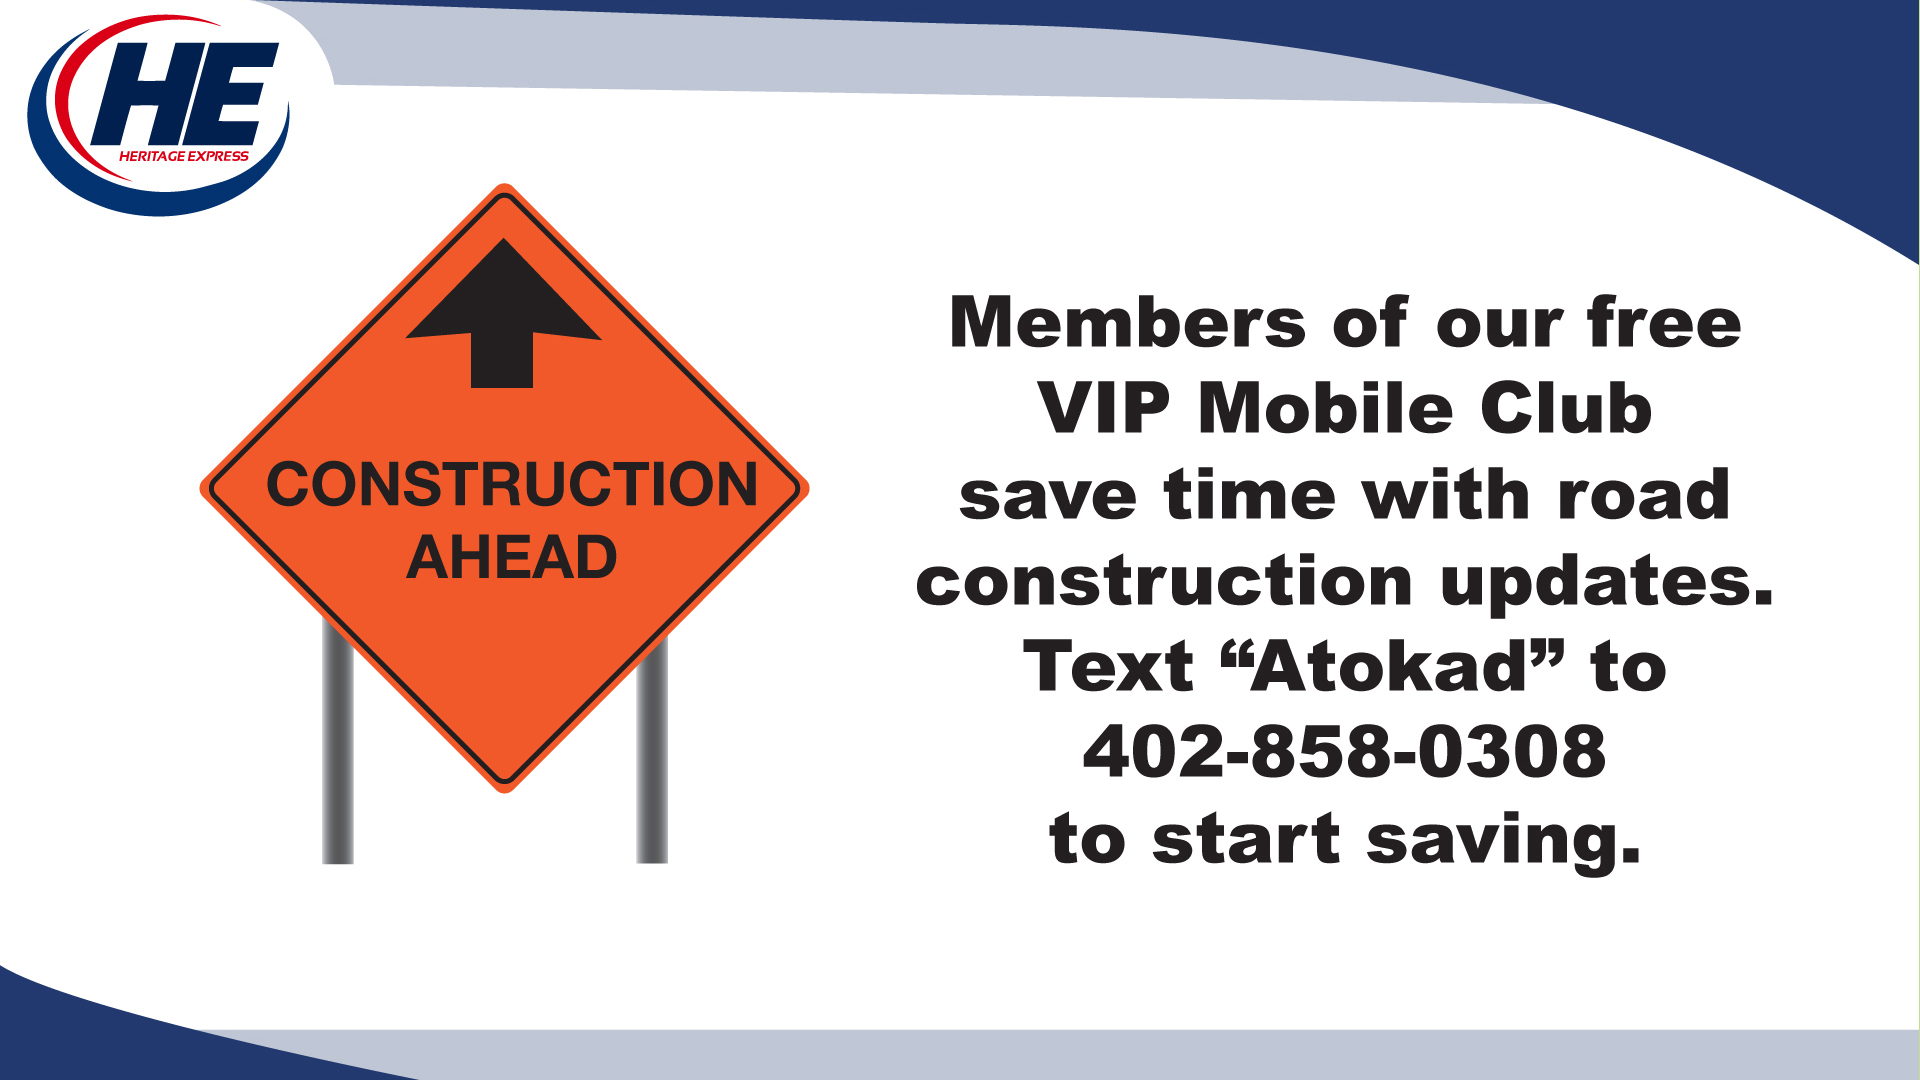 HE
HERITAGE EXPRESS
CONSTRUCTION
AHEAD
Members of our free
VIP Mobile Club
save time with road
construction updates.
Text “Atokad” to
402-858-0308
to start saving.